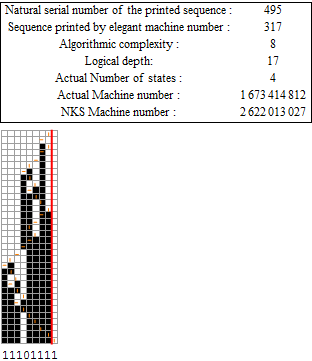 Natural serial number of the printed sequence : 495
Sequence printed by elegant machine number : 317
Algorithmic complexity : 8
Logical depth: 17
Actual Number of states : 4
Actual Machine number : 1 673 414 812
NKS Machine number : 2 622 013 027
11101111